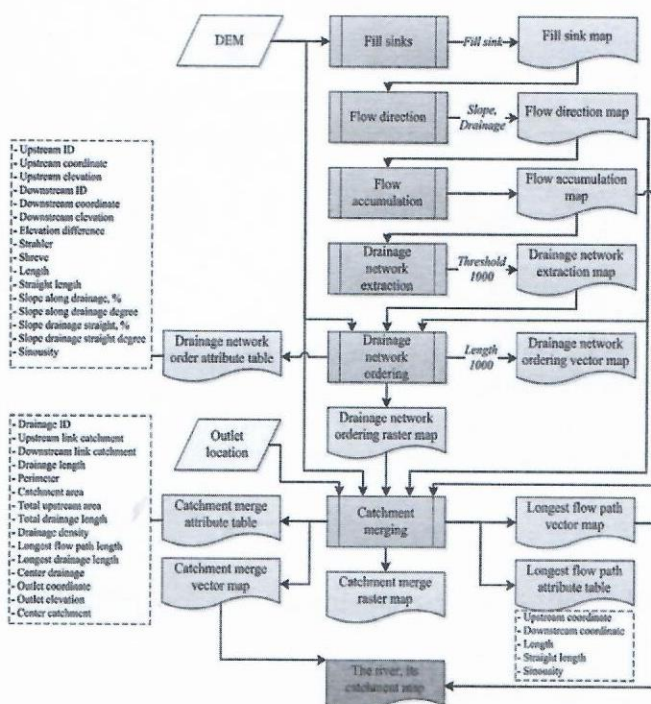 DEM
Fill sinks
Fill sink
Fill sink map
Flow direction
Slope,
Drainage
Flow direction map
Flow
accumulation
Flow accumulation
map
Drainage
network
extraction
Threshold
1000
Drainage network
extraction map
- Upstream ID
- Upstream coordinate
- Upstream elevation
- Downstream ID
- Downstream coordinate
- Downstream elevation
- Elevation difference
- Strahler
- Shreve
- Length
- Straight length
- Slope along drainage, %
- Slope along drainage degree
- Slope drainage straight, %
- Slope drainage straight degree
- Sinousity
Drainage network
order attribute table
Drainage
network
ordering
Length
1000
Drainage network
ordering vector map
Drainage network
ordering raster map
Outlet
location
- Drainage ID
- Upstream link catchment
- Downstream link catchment
- Drainage length
- Perimeter
- Catchment area
- Total upstream area
- Total drainage length
- Drainage density
- Longest flow path length
- Longest drainage length
- Center drainage
- Outlet coordinate
- Outlet elevation
- Center catchment
Catchment merge
attribute table
Catchment
merging
Longest flow path
vector map
Catchment merge
vector map
Catchment merge
raster map
Longest flow path
attribute table
- Upstream coordinate
- Downstream coordinate
- Length
- Straight length
- Sinousity
The river, its
catchment map